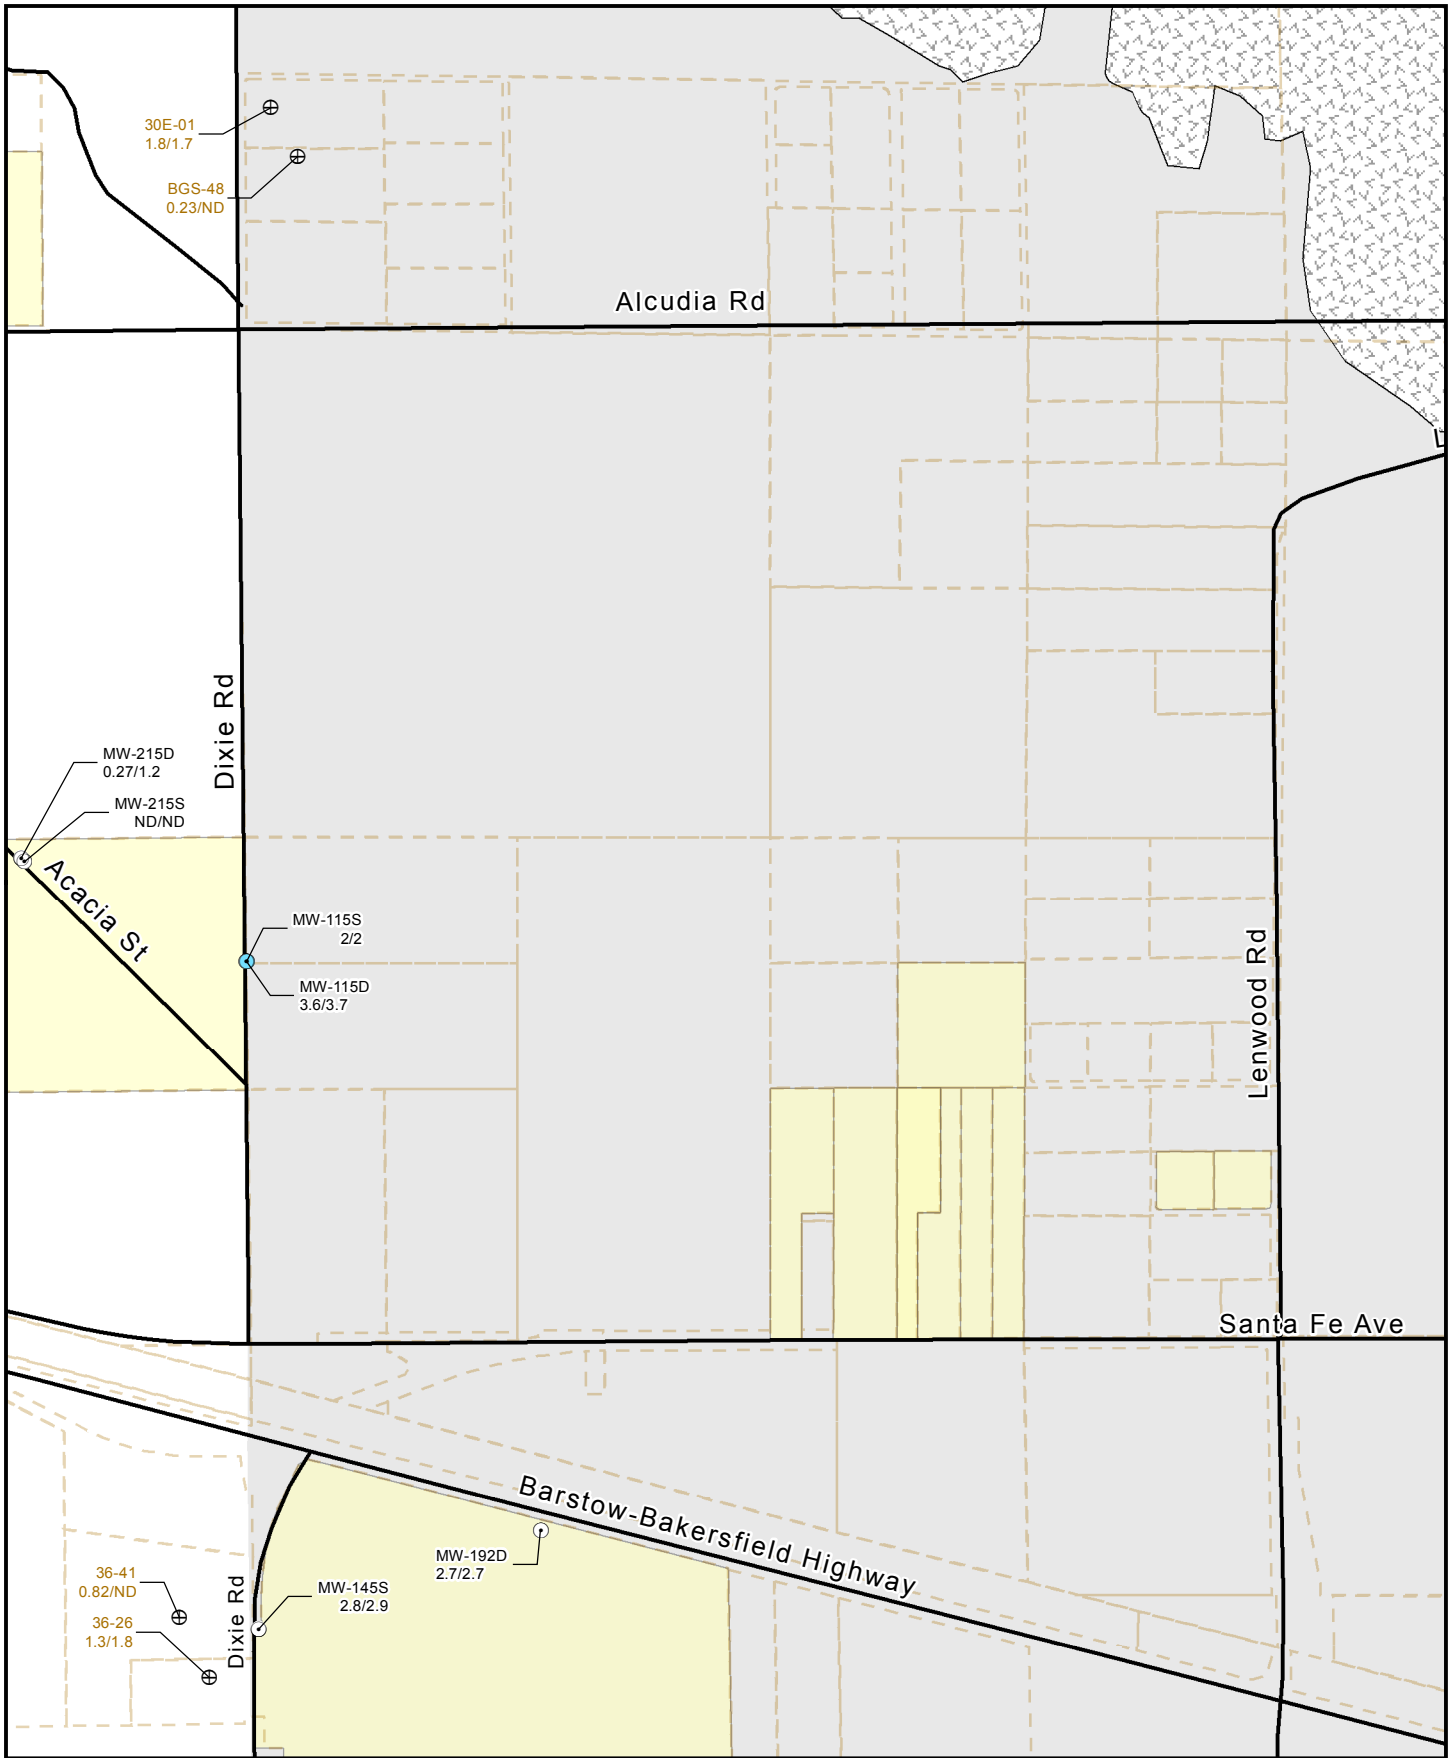 30E-01
1.8/1.7
BGS-48
0.23/ND
Alcudia Rd
L
Dixie Rd
MW-215D
0.27/1.2
MW-215S
ND/ND
Acacia St
MW-115S
2/2
MW-115D
3.6/3.7
Lenwood Rd
Santa Fe Ave
Barstow-Bakersfield Highway
MW-192D
2.7/2.7
36-41
0.82/ND
36-26
1.3/1.8
Dixie Rd
MW-145S
2.8/2.9